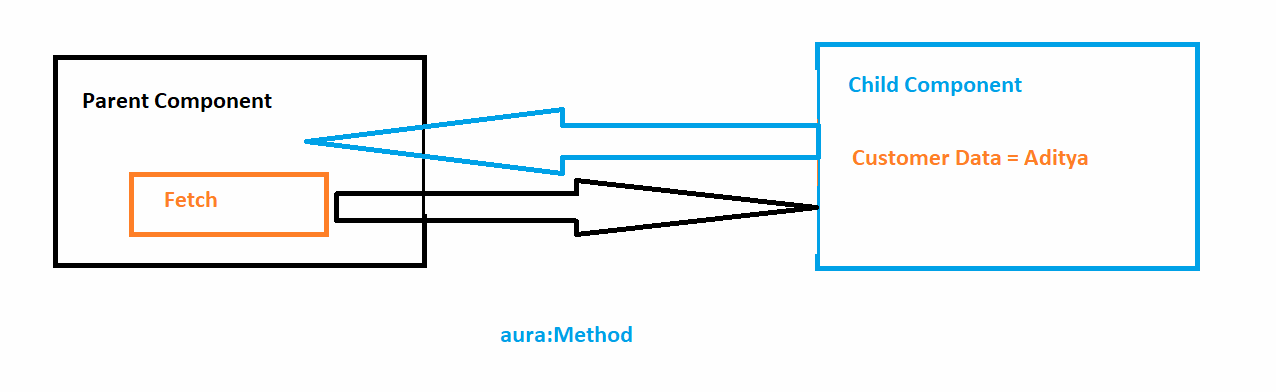 Parent Component
Fetch
Child Component
Customer Data = Aditya
aura:Method